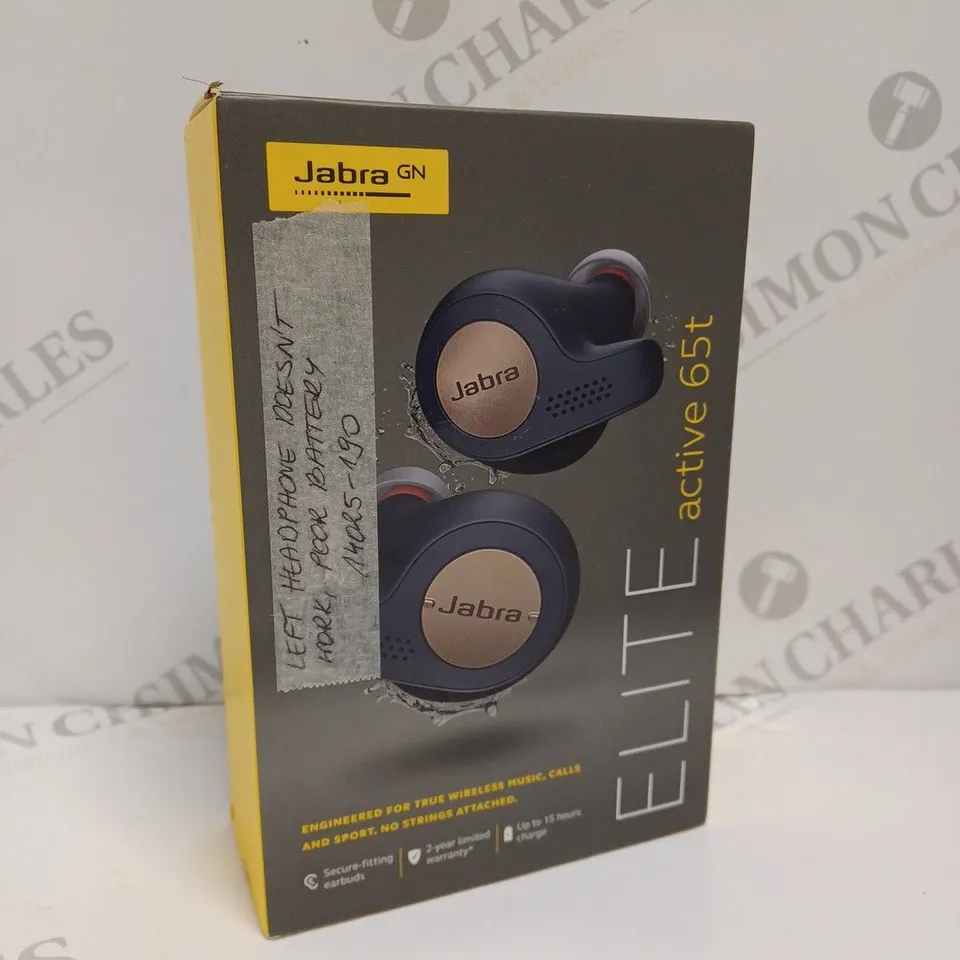 Jabra GN
LEFT HEADPHONE DOESN'T
WORK, POOR BATTERY
14025-190
Jabra
Jabra
ELITE
active 65t
ENGINEERED FOR TRUE WIRELESS MUSIC, CALLS
AND SPORT. NO STRINGS ATTACHED.
Secure-fitting
earbuds
2-year limited
warranty*
Up to 15 hours
charge
SIMON CHARLES